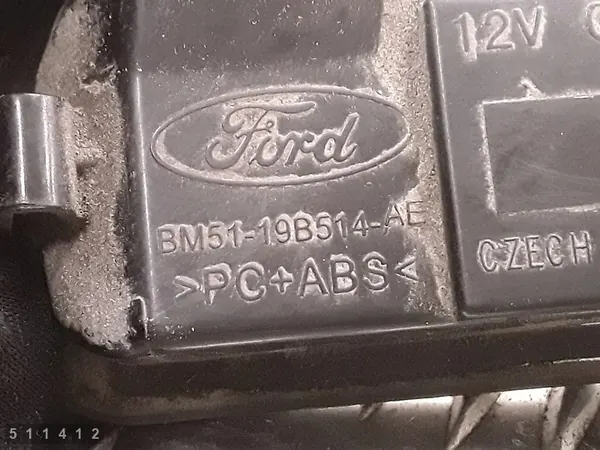 12V
Ford
BM51-19B514-AE
>PC+ABS<
CZECH
511412